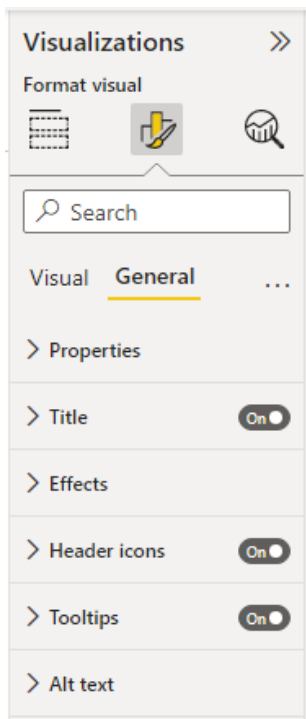 Visualizations
Format visual
Search
Visual General ...
Properties
Title On
Effects
Header icons On
Tooltips On
Alt text